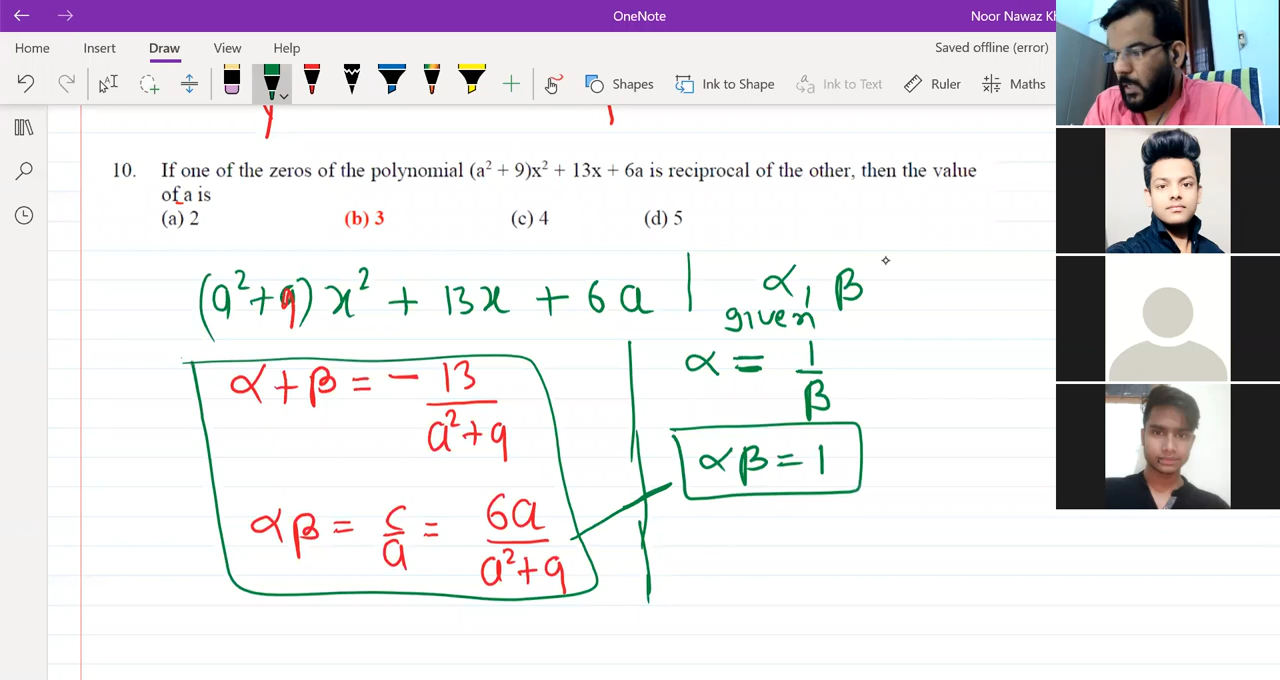 OneNote
Noor Nawaz Kh
Home Insert Draw View Help
Saved offline (error)
Shapes Ink to Shape Ink to Text Ruler Maths
y
10. If one of the zeros of the polynomial (a² + 9)x² + 13x + 6a is reciprocal of the other, then the value
of a is
(a) 2 (b) 3 (c) 4 (d) 5
(a²+9)x² + 13x + 6a | α, β
given
α = 1/β
αβ = 1
α+β = - 13/(a²+9)
αβ = c/a = 6a/(a²+9)